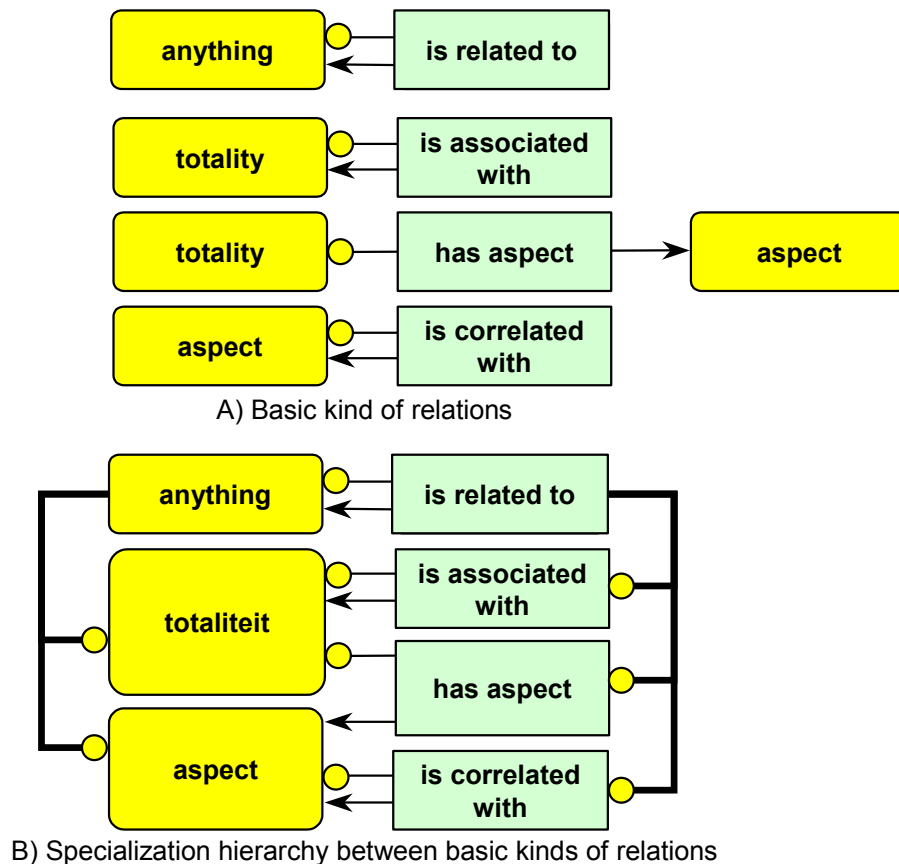 anything
is related to
totality
is associated
with
totality
has aspect
aspect
aspect
is correlated
with
A) Basic kind of relations
anything
is related to
totaliteit
is associated
with
has aspect
aspect
is correlated
with
B) Specialization hierarchy between basic kinds of relations